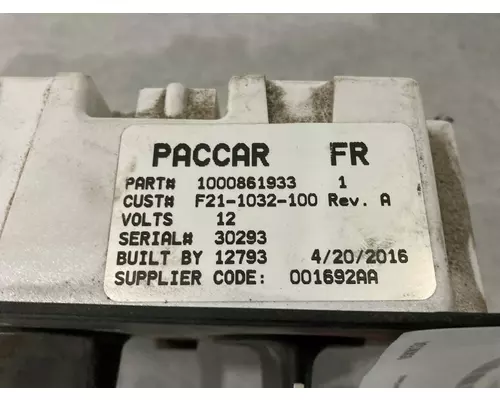 PACCAR FR
PART# 1000861933 1
CUST# F21-1032-100 Rev. A
VOLTS 12
SERIAL# 30293
BUILT BY 12793 4/20/2016
SUPPLIER CODE: 001692AA